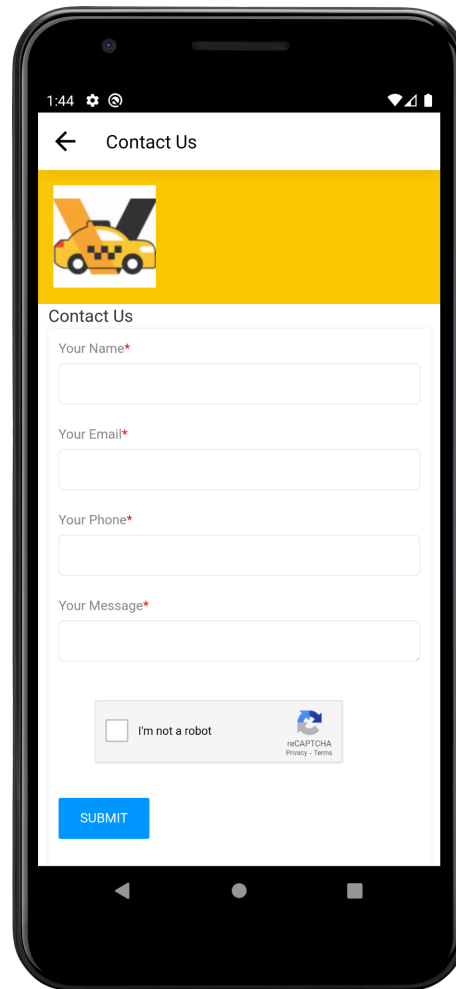 1:44
Contact Us
Contact Us
Your Name*
Your Email*
Your Phone*
Your Message*
I'm not a robot
reCAPTCHA
Privacy - Terms
SUBMIT